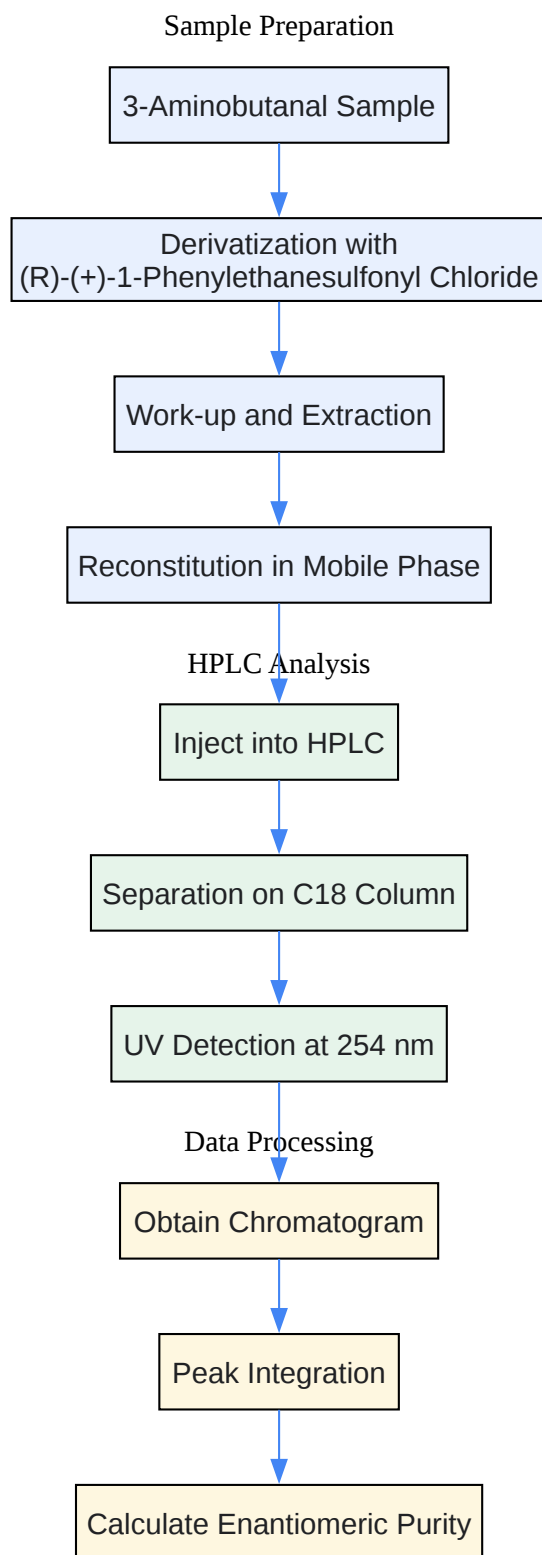 Sample Preparation
3-Aminobutanal Sample
Derivatization with
(R)-(+)-1-Phenylethanesulfonyl Chloride
Work-up and Extraction
Reconstitution in Mobile Phase
HPLC Analysis
Inject into HPLC
Separation on C18 Column
UV Detection at 254 nm
Data Processing
Obtain Chromatogram
Peak Integration
Calculate Enantiomeric Purity